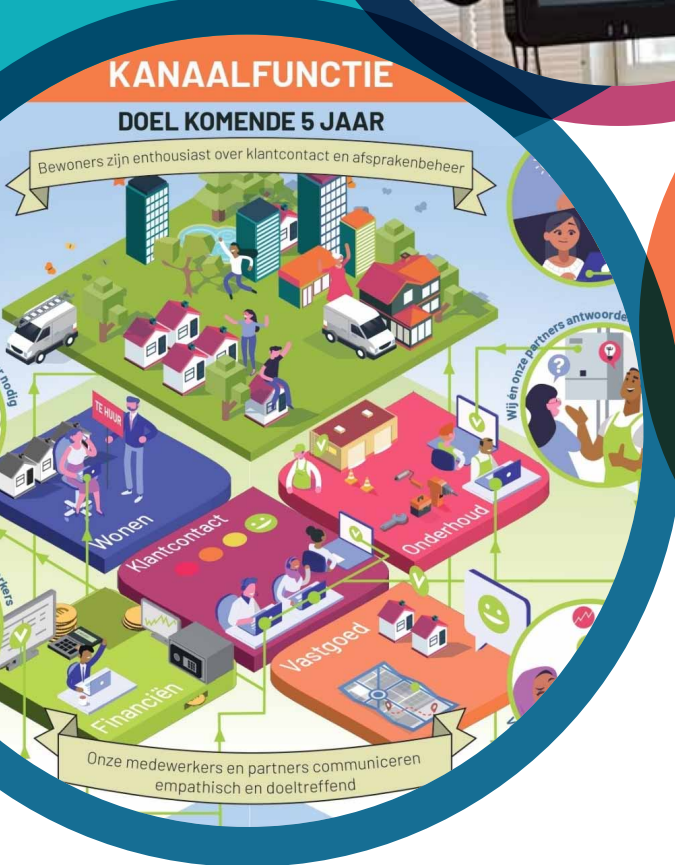 KANAALFUNCTIE
DOEL KOMENDE 5 JAAR
Bewoners zijn enthousiast over klantcontact en afsprakenbeheer
Wij én onze partners antwoorde
nodig
TE HUUR
Wonen
Klantcontact
Onderhoud
Vastgoed
Financiën
Onze medewerkers en partners communiceren
empathisch en doeltreffend